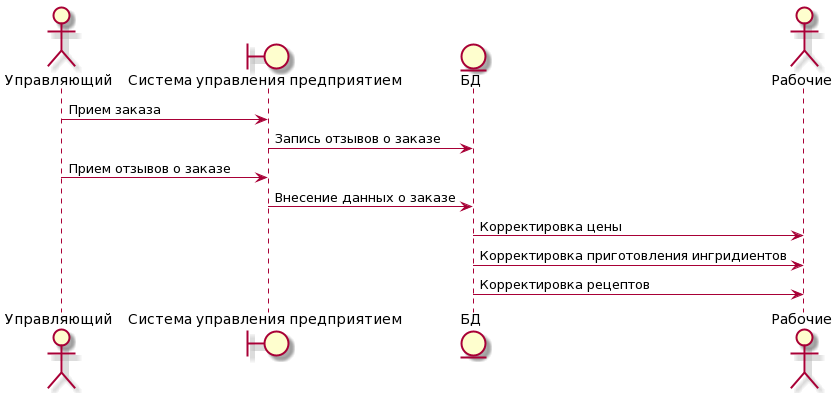 Управляющий Система управления предприятием БД Рабочие
Прием заказа
Запись отзывов о заказе
Прием отзывов о заказе
Внесение данных о заказе
Корректировка цены
Корректировка приготовления ингридиентов
Корректировка рецептов
Управляющий Система управления предприятием БД Рабочие